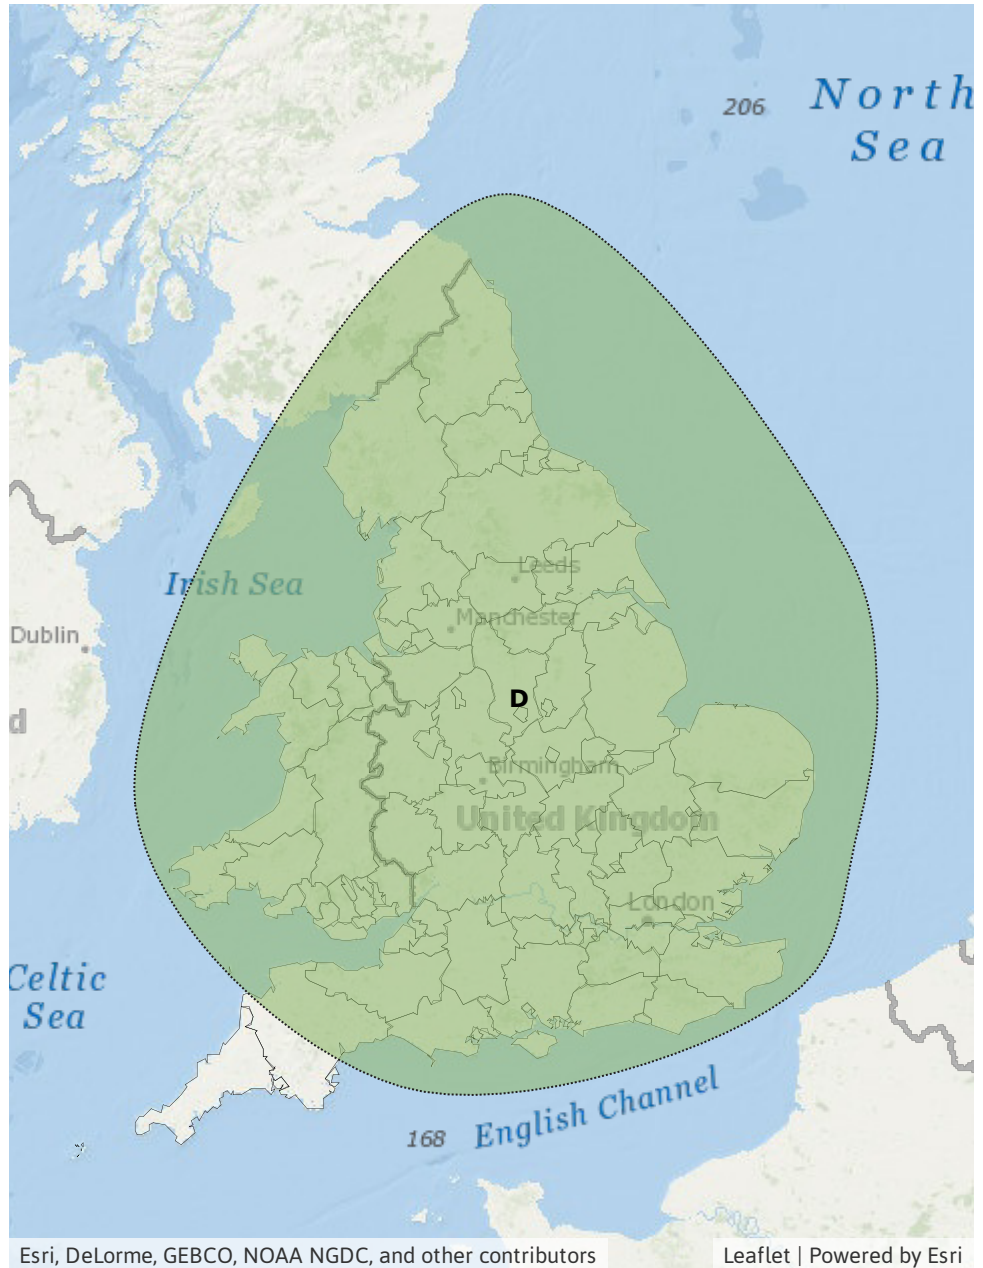 206
North
Sea
Leeds
Irish Sea
Manchester
Dublin
D
d
Birmingham
United Kingdom
London
Celtic
Sea
English Channel
168
Esri, DeLorme, GEBCO, NOAA NGDC, and other contributors
Leaflet | Powered by Esri